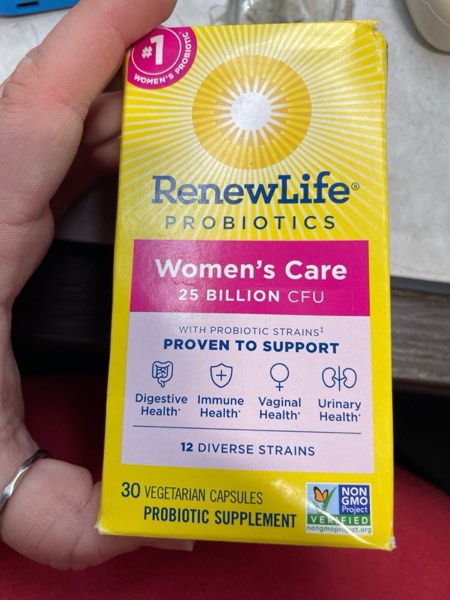 #1
WOMEN'S PROBIOTIC
RenewLife®
PROBIOTICS
Women's Care
25 BILLION CFU
WITH PROBIOTIC STRAINS‡
PROVEN TO SUPPORT
Digestive Health*
Immune Health*
Vaginal Health*
Urinary Health*
12 DIVERSE STRAINS
30 VEGETARIAN CAPSULES
PROBIOTIC SUPPLEMENT
NON
GMO
Project
VERIFIED
nongmoproject.org